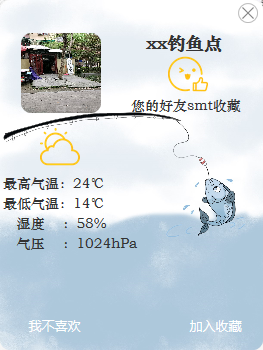 xx钓鱼点
您的好友smt收藏
最高气温：24℃
最低气温：14℃
湿度：58%
气压：1024hPa
我不喜欢
加入收藏